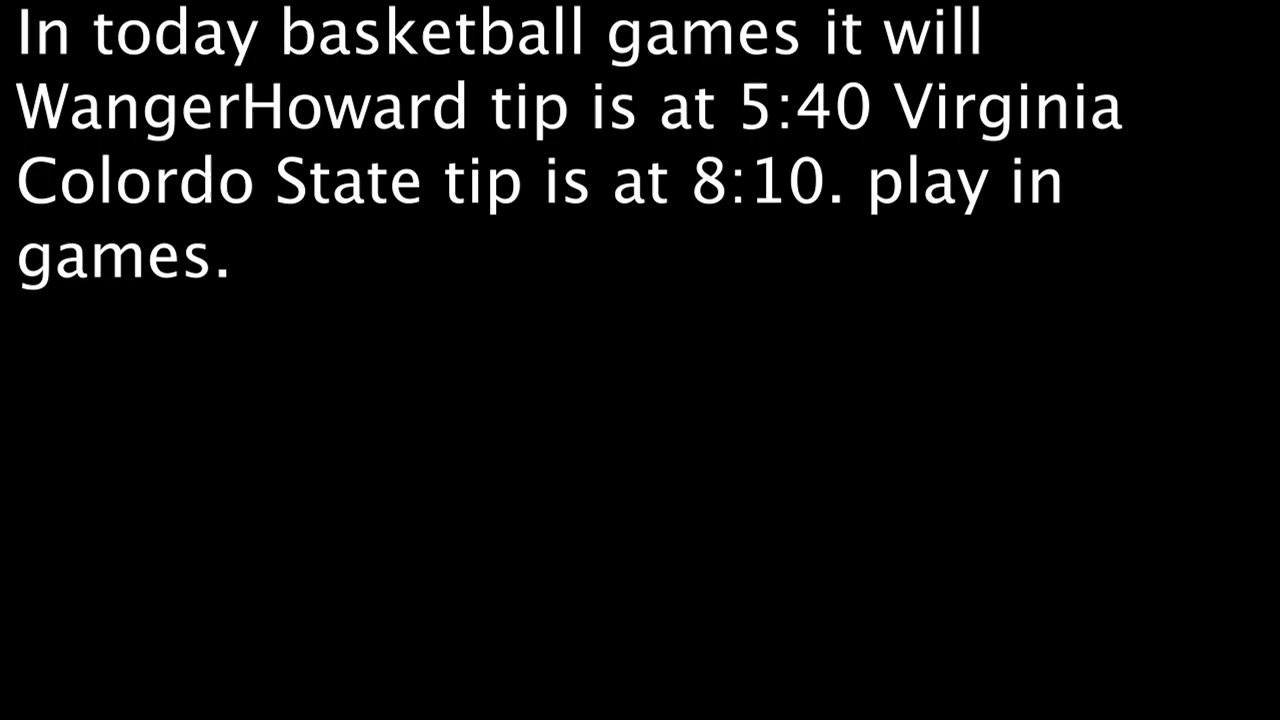 In today basketball games it will
WangerHoward tip is at 5:40 Virginia
Colordo State tip is at 8:10. play in
games.